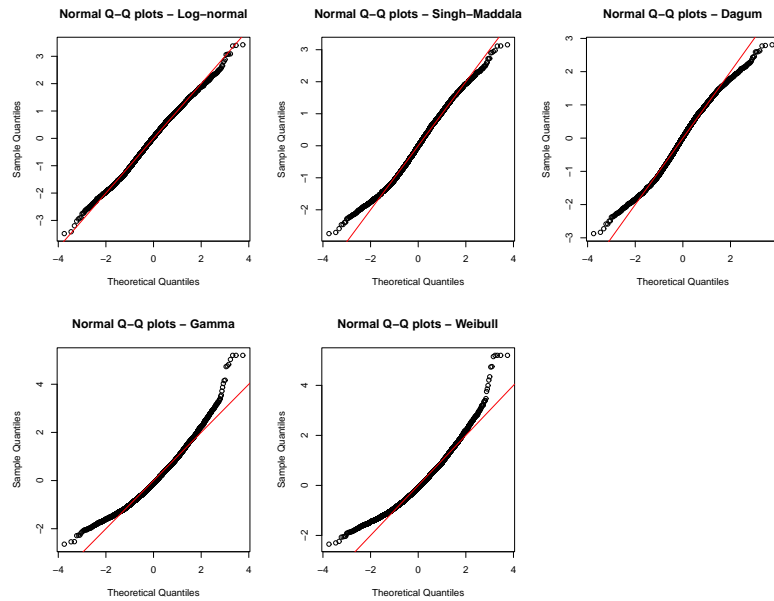 Normal Q−Q plots − Log−normal
Sample Quantiles
3
2
1
0
−1
−2
−3
−4 −2 0 2 4
Theoretical Quantiles
Normal Q−Q plots − Singh−Maddala
Sample Quantiles
3
2
1
0
−1
−2
−4 −2 0 2 4
Theoretical Quantiles
Normal Q−Q plots − Dagum
Sample Quantiles
3
2
1
0
−1
−2
−3
−4 −2 0 2 4
Theoretical Quantiles
Normal Q−Q plots − Gamma
Sample Quantiles
4
2
0
−2
−4 −2 0 2 4
Theoretical Quantiles
Normal Q−Q plots − Weibull
Sample Quantiles
4
2
0
−2
−4 −2 0 2 4
Theoretical Quantiles